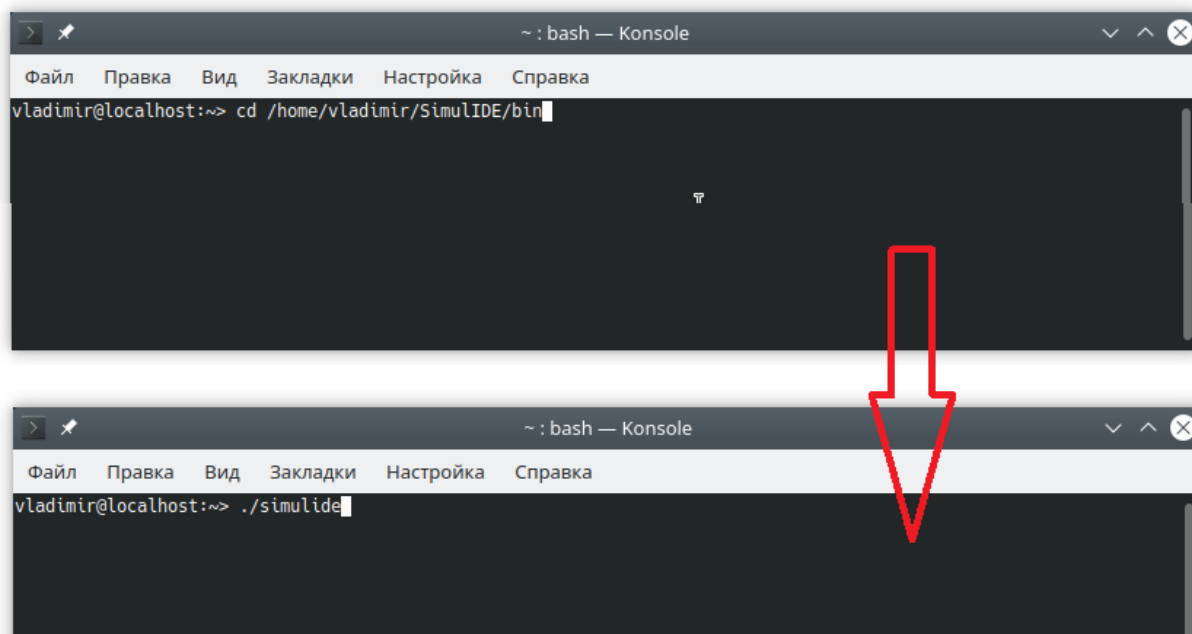 ~ : bash — Konsole
Файл Правка Вид Закладки Настройка Справка
vladimir@localhost:~> cd /home/vladimir/SimulIDE/bin
~ : bash — Konsole
Файл Правка Вид Закладки Настройка Справка
vladimir@localhost:~> ./simulide